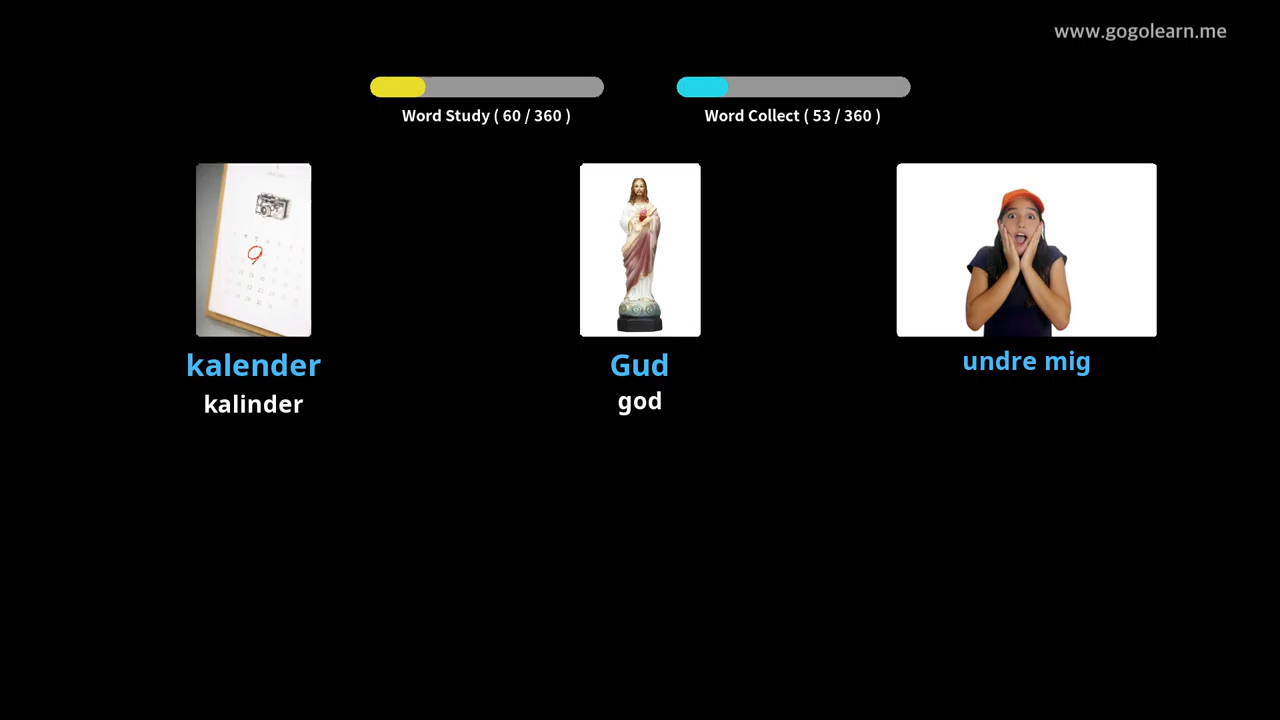 www.gogolearn.me
Word Study ( 60 / 360 )
Word Collect ( 53 / 360 )
kalender
kalinder
Gud
god
undre mig